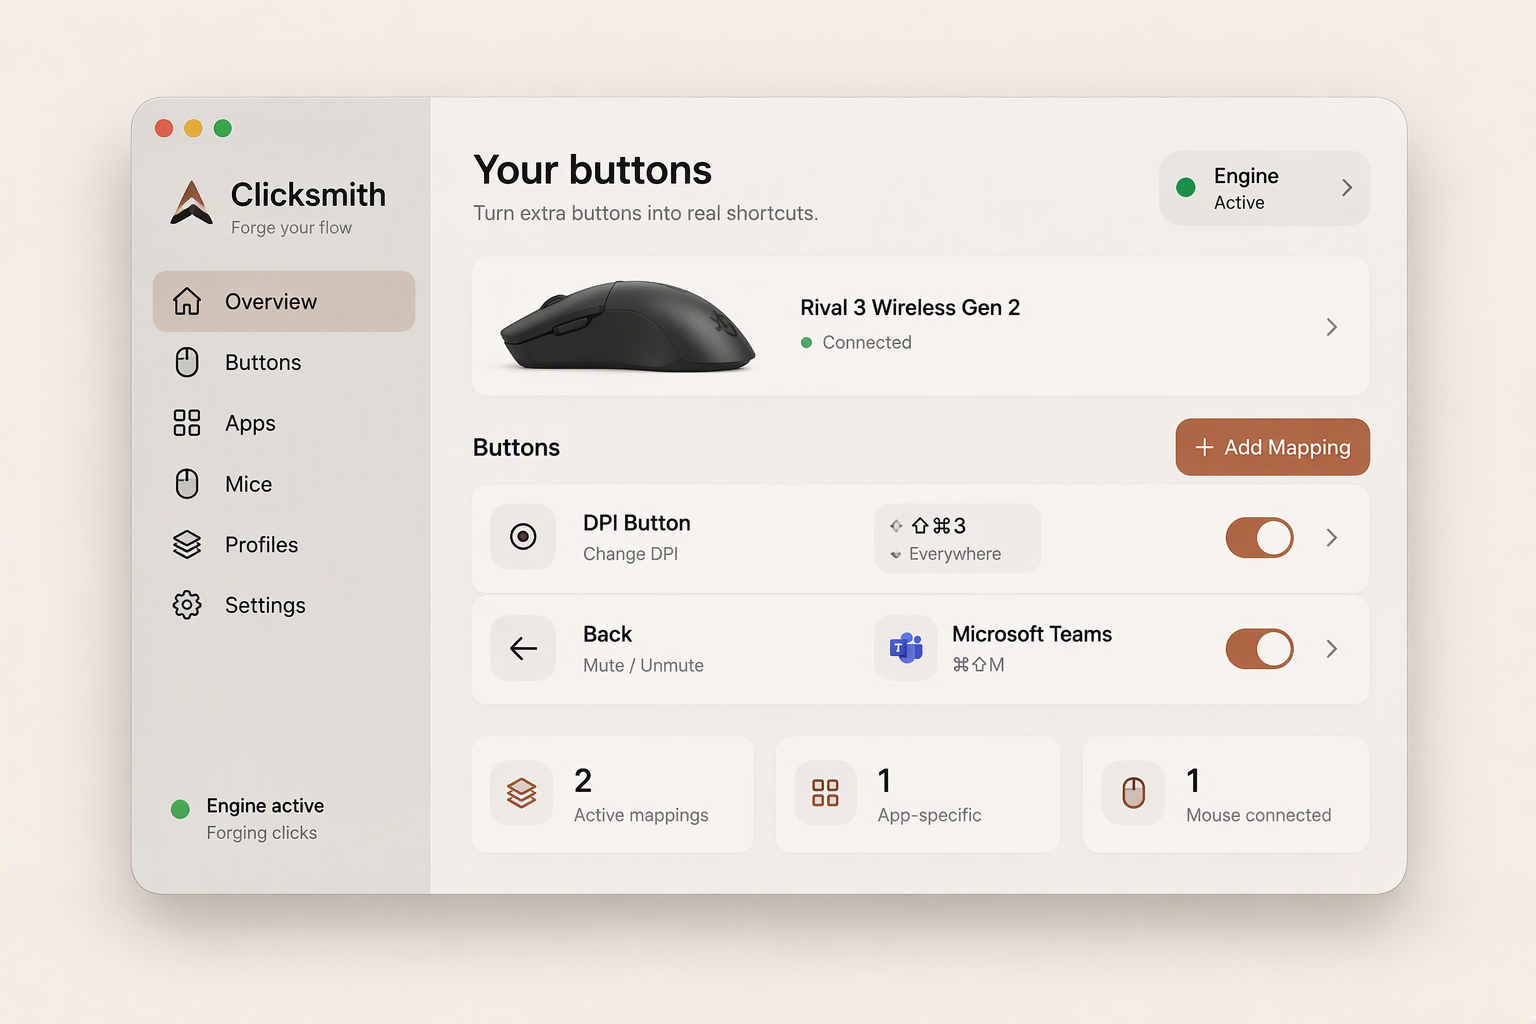 Clicksmith
Forge your flow
Overview
Buttons
Apps
Mice
Profiles
Settings
Engine active
Forging clicks
Your buttons
Turn extra buttons into real shortcuts.
Engine
Active
Rival 3 Wireless Gen 2
Connected
Buttons
+ Add Mapping
DPI Button
Change DPI
⇧⌘3
Everywhere
Back
Mute / Unmute
T
Microsoft Teams
⌘⇧M
2
Active mappings
1
App-specific
1
Mouse connected